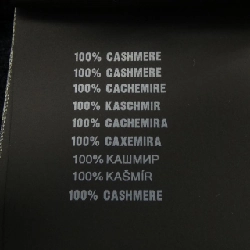 100% CASHMERE
100% CASHMERE
100% CACHEMIRE
100% KASCHMIR
100% CACHEMIRA
100% CAXEMIRA
100% КАШМИР
100% KAŠMÍR
100% CASHMERE